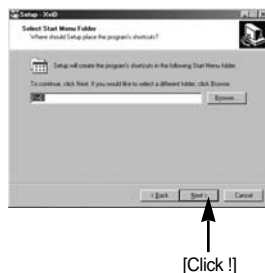 Setup - XviD
Select Start Menu Folder
Where should Setup place the program's shortcuts?
Setup will create the program's shortcuts in the following Start Menu folder.
To continue, click Next. If you would like to select a different folder, click Browse.
XviD
Browse...
< Back
Next >
Cancel
[Click !]